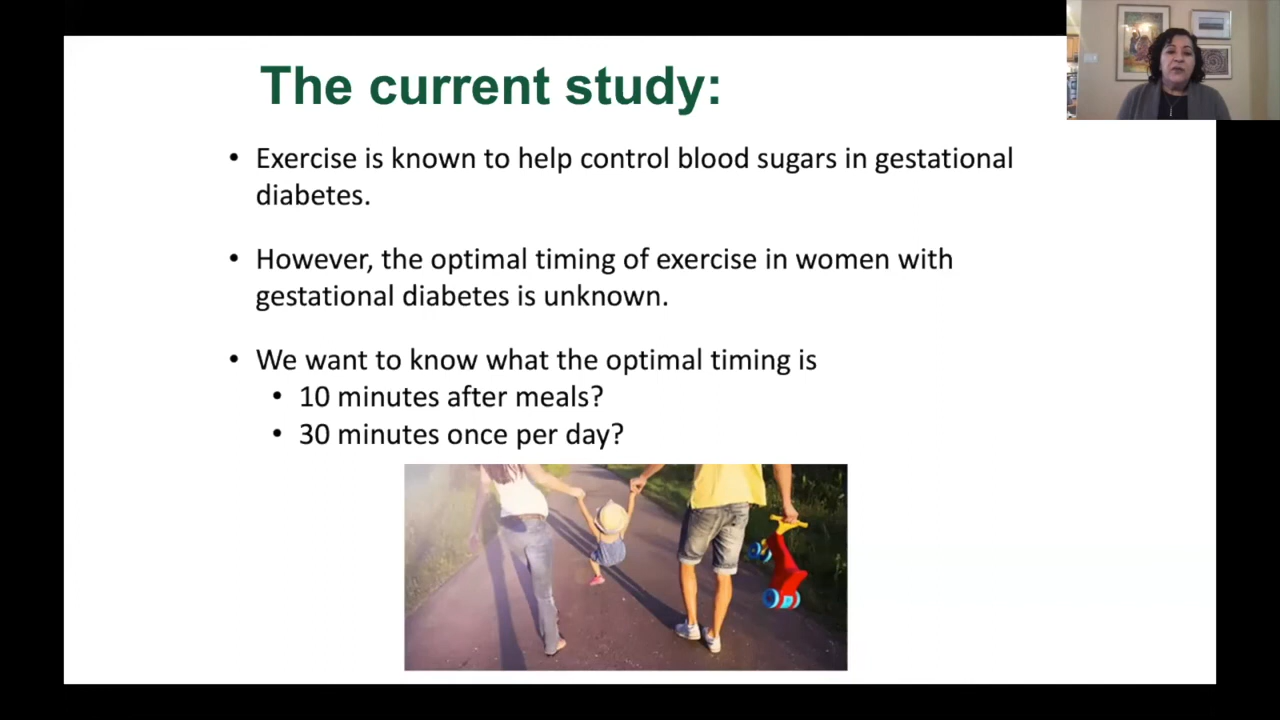 The current study:
• Exercise is known to help control blood sugars in gestational
diabetes.
• However, the optimal timing of exercise in women with
gestational diabetes is unknown.
• We want to know what the optimal timing is
• 10 minutes after meals?
• 30 minutes once per day?